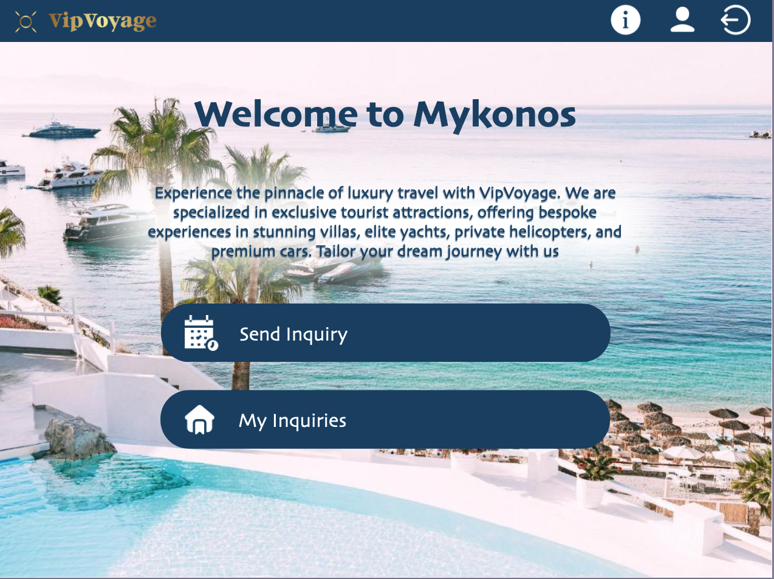 VipVoyage
Welcome to Mykonos
Experience the pinnacle of luxury travel with VipVoyage. We are
specialized in exclusive tourist attractions, offering bespoke
experiences in stunning villas, elite yachts, private helicopters, and
premium cars. Tailor your dream journey with us
Send Inquiry
My Inquiries